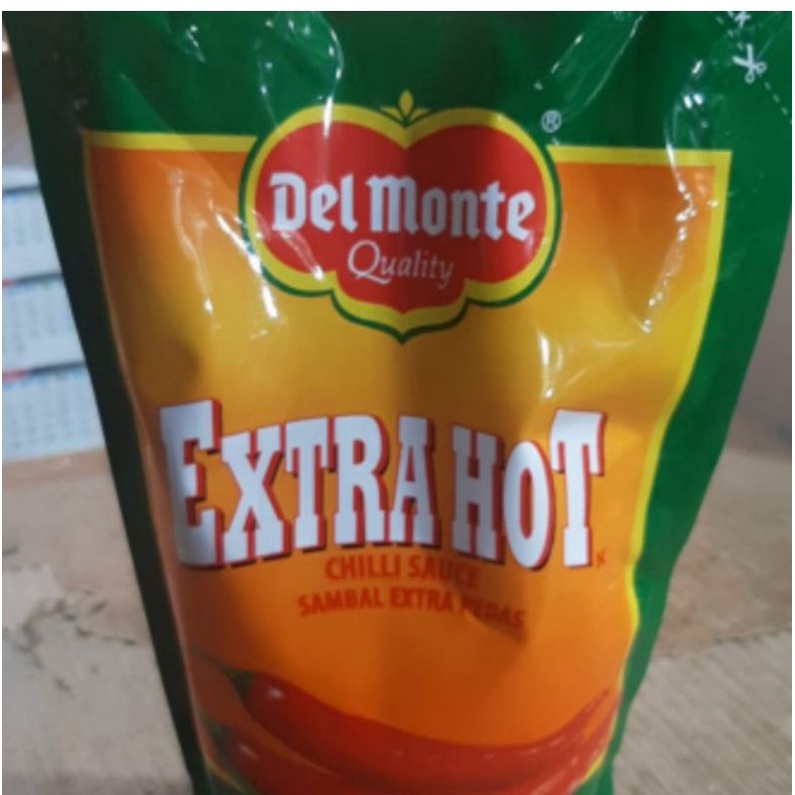 ®
Del Monte
Quality
EXTRA HOT
K
CHILLI SAUCE
SAMBAL EXTRA PEDAS